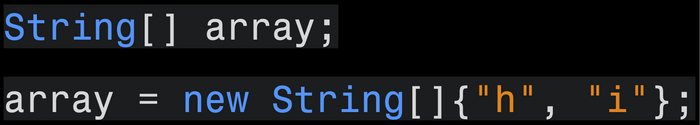 String[] array;
array = new String[]{"h", "i"};